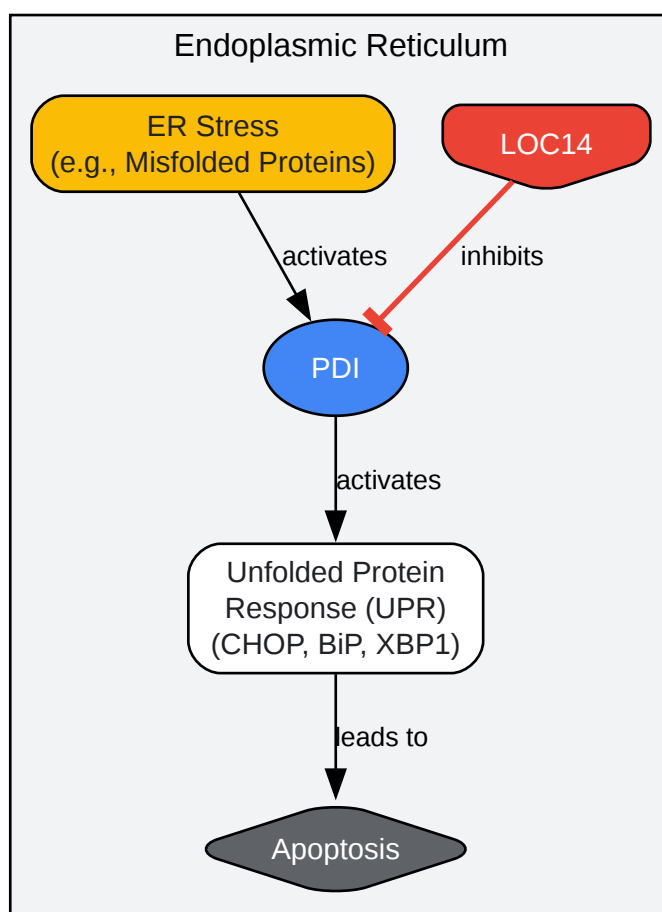 Endoplasmic Reticulum
ER Stress
(e.g., Misfolded Proteins)
LOC14
activates
inhibits
PDI
activates
Unfolded Protein
Response (UPR)
(CHOP, BiP, XBP1)
leads to
Apoptosis